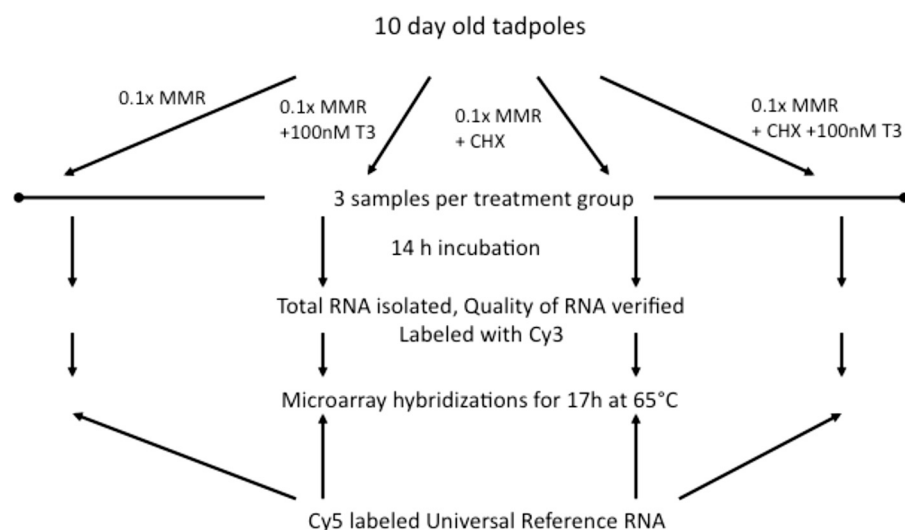 10 day old tadpoles
0.1x MMR
0.1x MMR
+100nM T3
0.1x MMR
+ CHX
0.1x MMR
+ CHX +100nM T3
3 samples per treatment group
14 h incubation
Total RNA isolated, Quality of RNA verified
Labeled with Cy3
Microarray hybridizations for 17h at 65°C
Cy5 labeled Universal Reference RNA